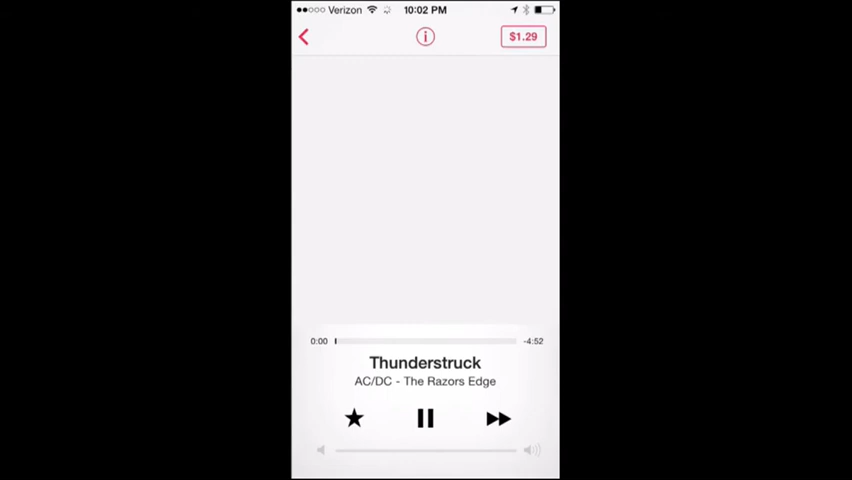 Verizon 10:02 PM
$1.29
0:00 -4:52
Thunderstruck
AC/DC - The Razors Edge